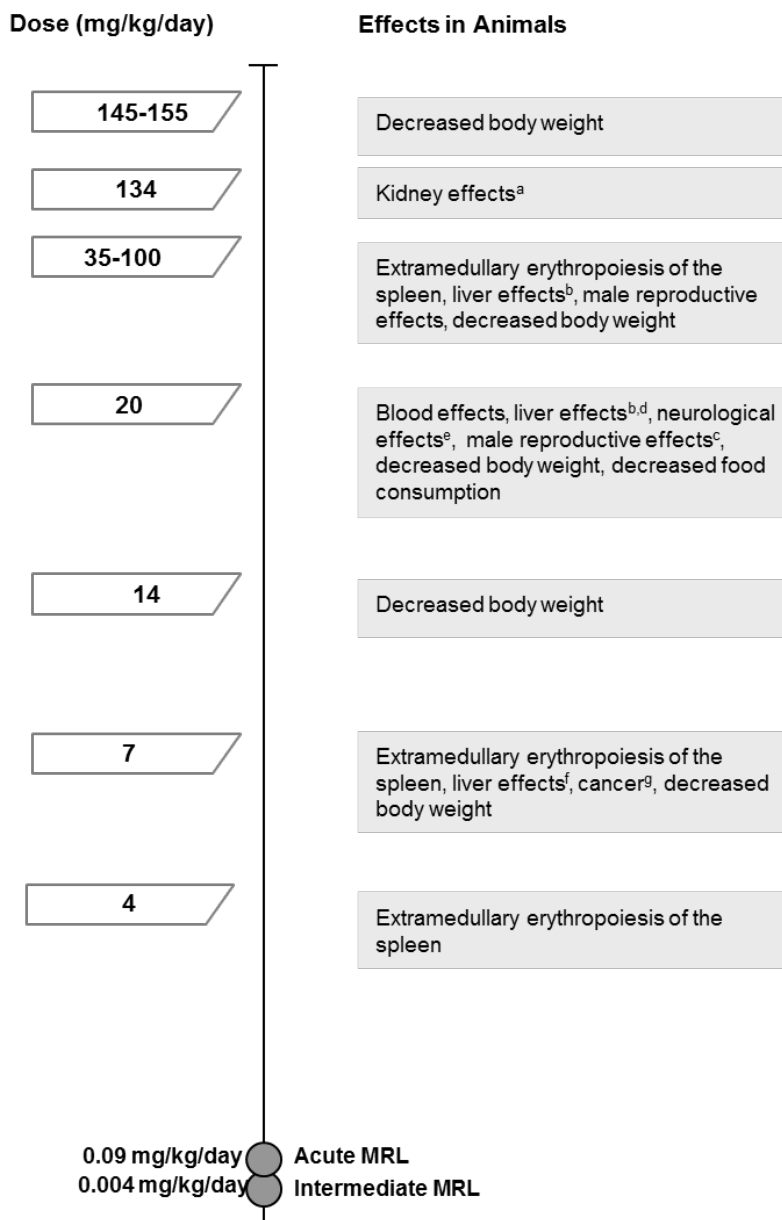 Dose (mg/kg/day)
Effects in Animals
145-155
Decreased body weight
134
Kidney effectsᵃ
35-100
Extramedullary erythropoiesis of the
spleen, liver effectsᵇ, male reproductive
effects, decreased body weight
20
Blood effects, liver effectsᵇ,ᵈ, neurological
effectsᵉ, male reproductive effectsᶜ,
decreased body weight, decreased food
consumption
14
Decreased body weight
7
Extramedullary erythropoiesis of the
spleen, liver effectsᶠ, cancerᵍ, decreased
body weight
4
Extramedullary erythropoiesis of the
spleen
0.09 mg/kg/day Acute MRL
0.004 mg/kg/day Intermediate MRL